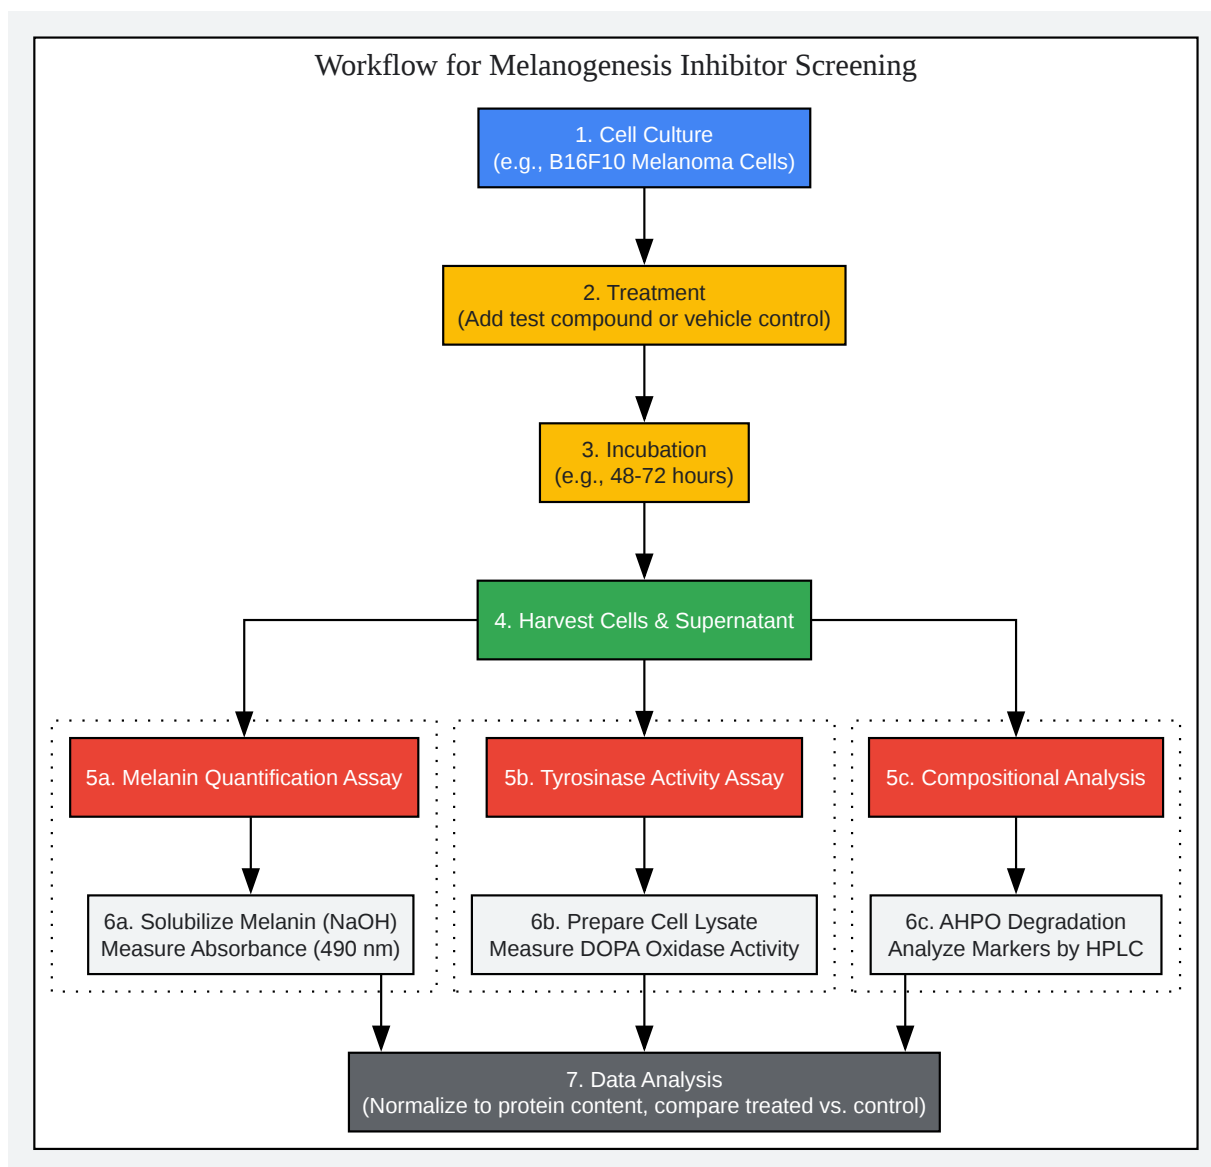 Workflow for Melanogenesis Inhibitor Screening
1. Cell Culture
(e.g., B16F10 Melanoma Cells)
2. Treatment
(Add test compound or vehicle control)
3. Incubation
(e.g., 48-72 hours)
4. Harvest Cells & Supernatant
5a. Melanin Quantification Assay
5b. Tyrosinase Activity Assay
5c. Compositional Analysis
6a. Solubilize Melanin (NaOH)
Measure Absorbance (490 nm)
6b. Prepare Cell Lysate
Measure DOPA Oxidase Activity
6c. AHPO Degradation
Analyze Markers by HPLC
7. Data Analysis
(Normalize to protein content, compare treated vs. control)